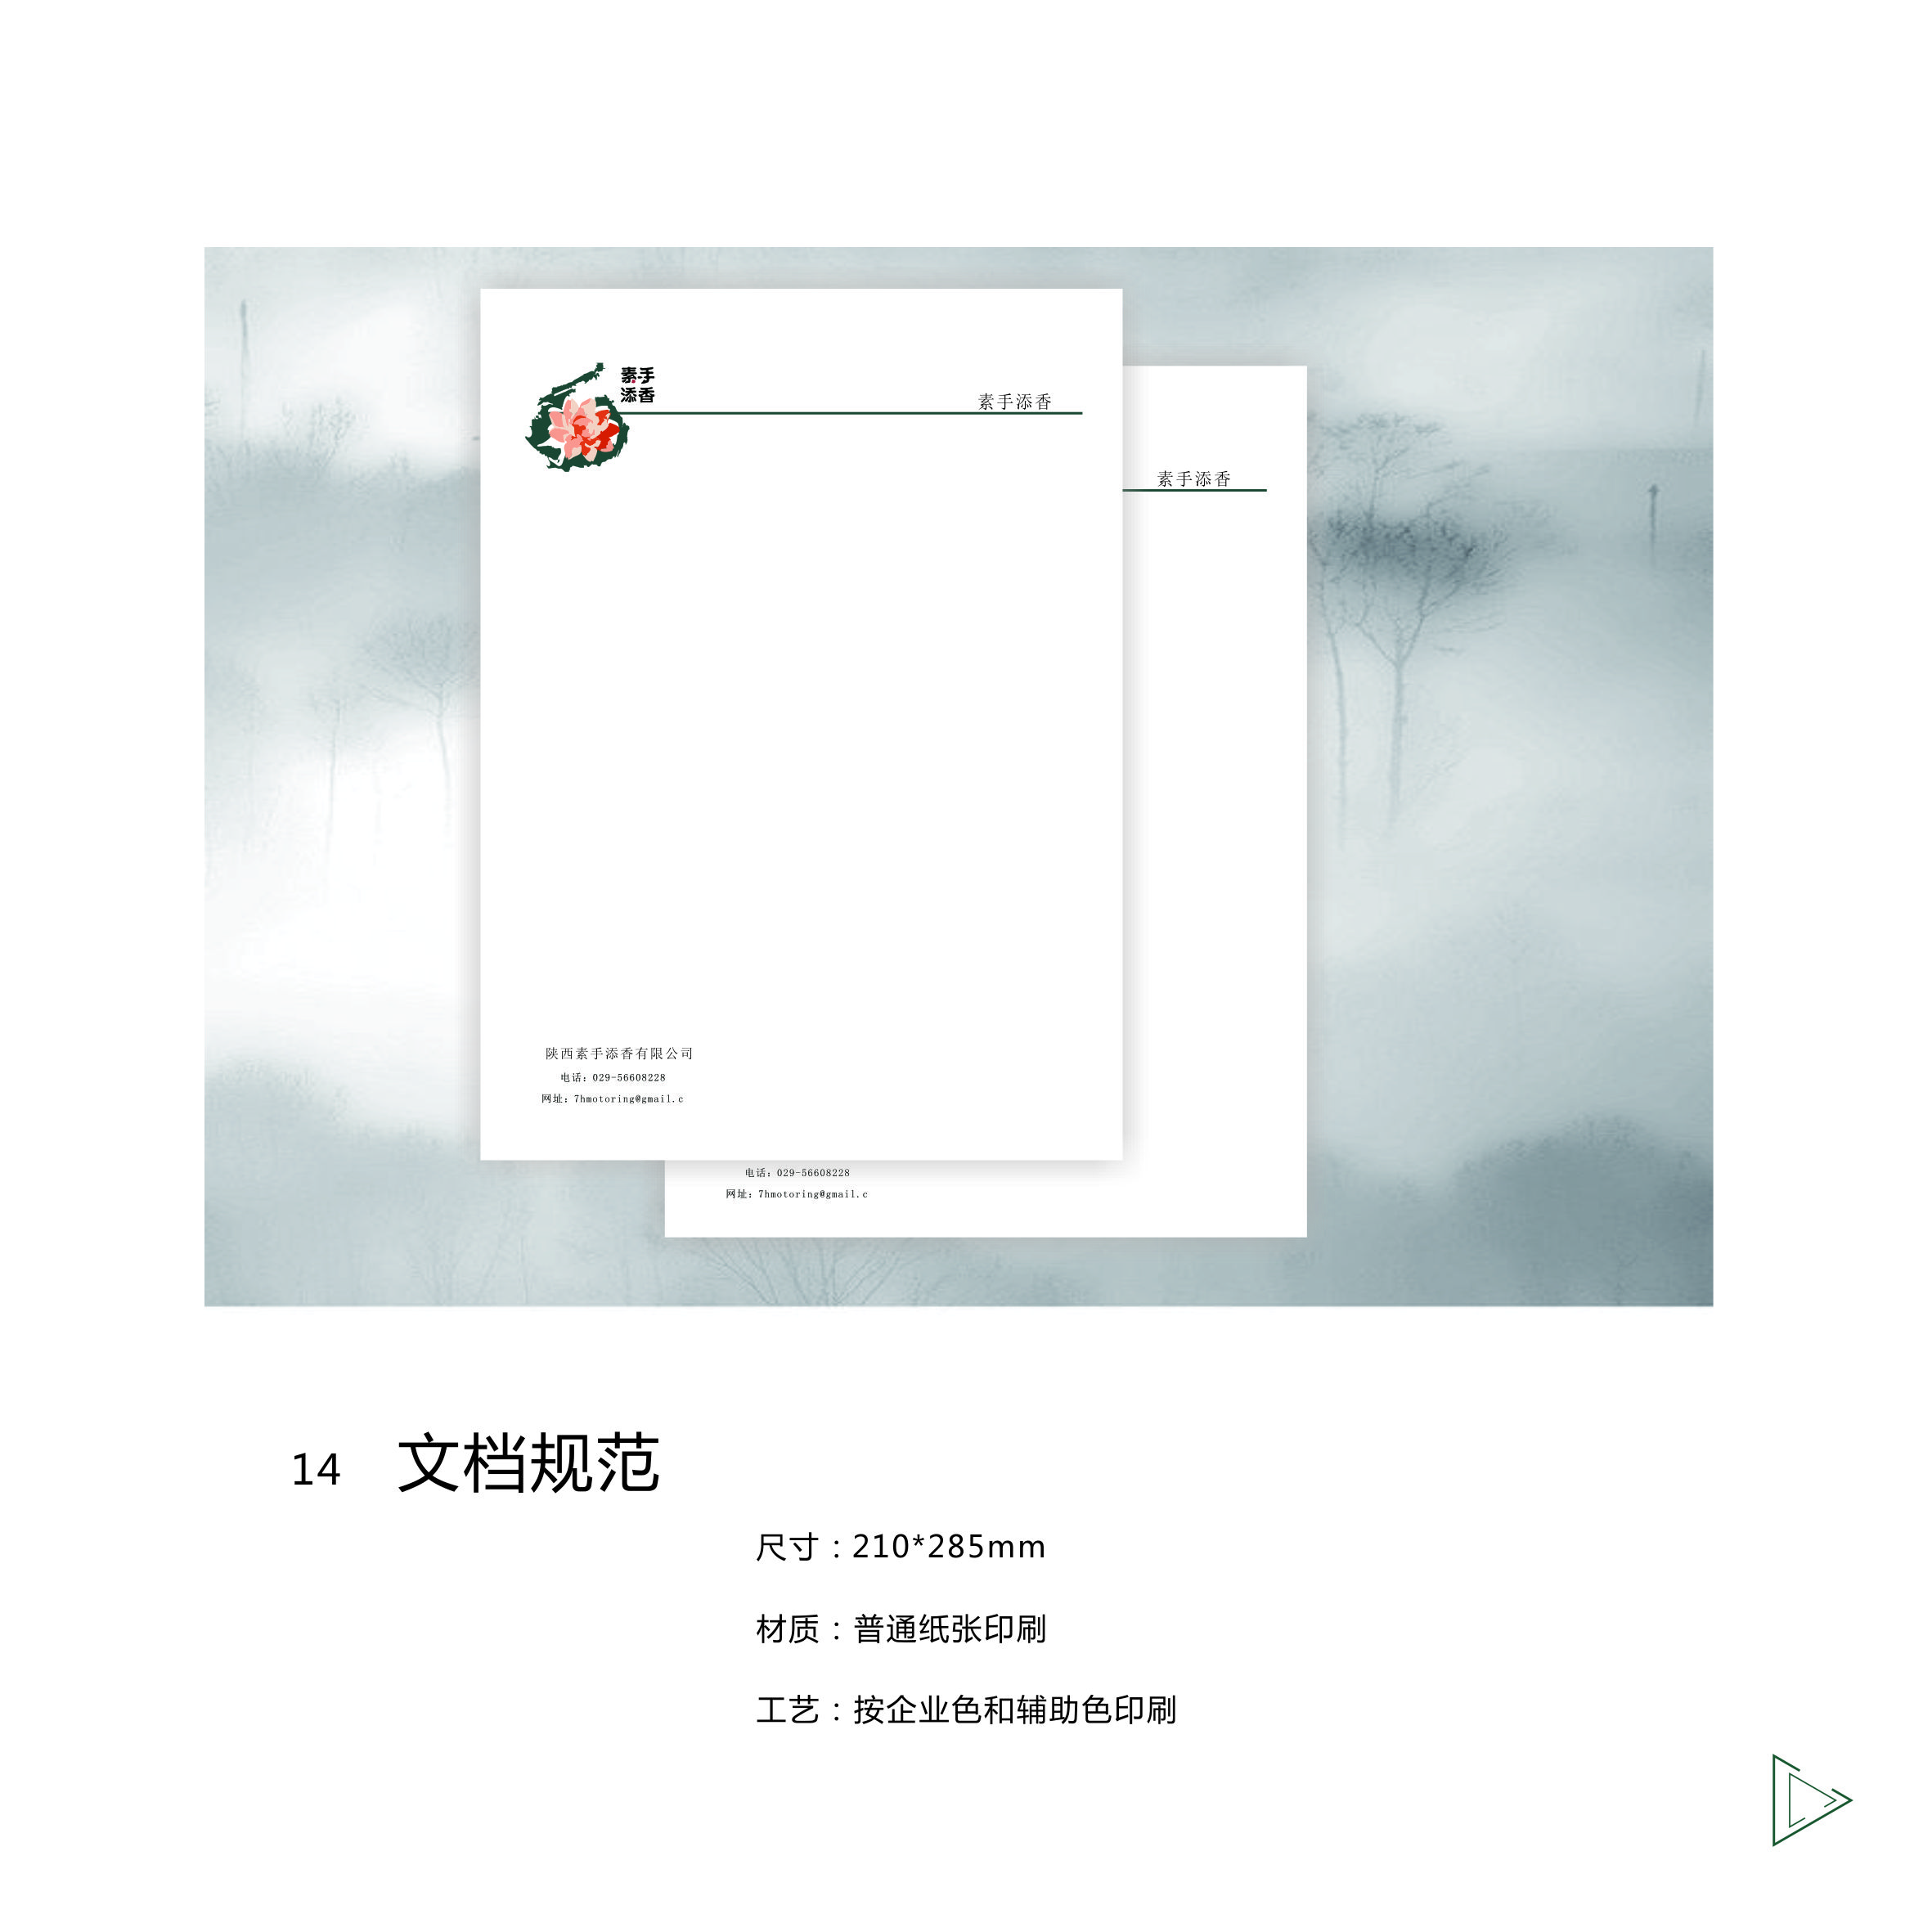 素手
添香
素手添香
素手添香
陕西素手添香有限公司
电话：029-56608228
网址：7hmotoring@gmail.c
电话：029-56608228
网址：7hmotoring@gmail.c
14 文档规范
尺寸：210*285mm
材质：普通纸张印刷
工艺：按企业色和辅助色印刷